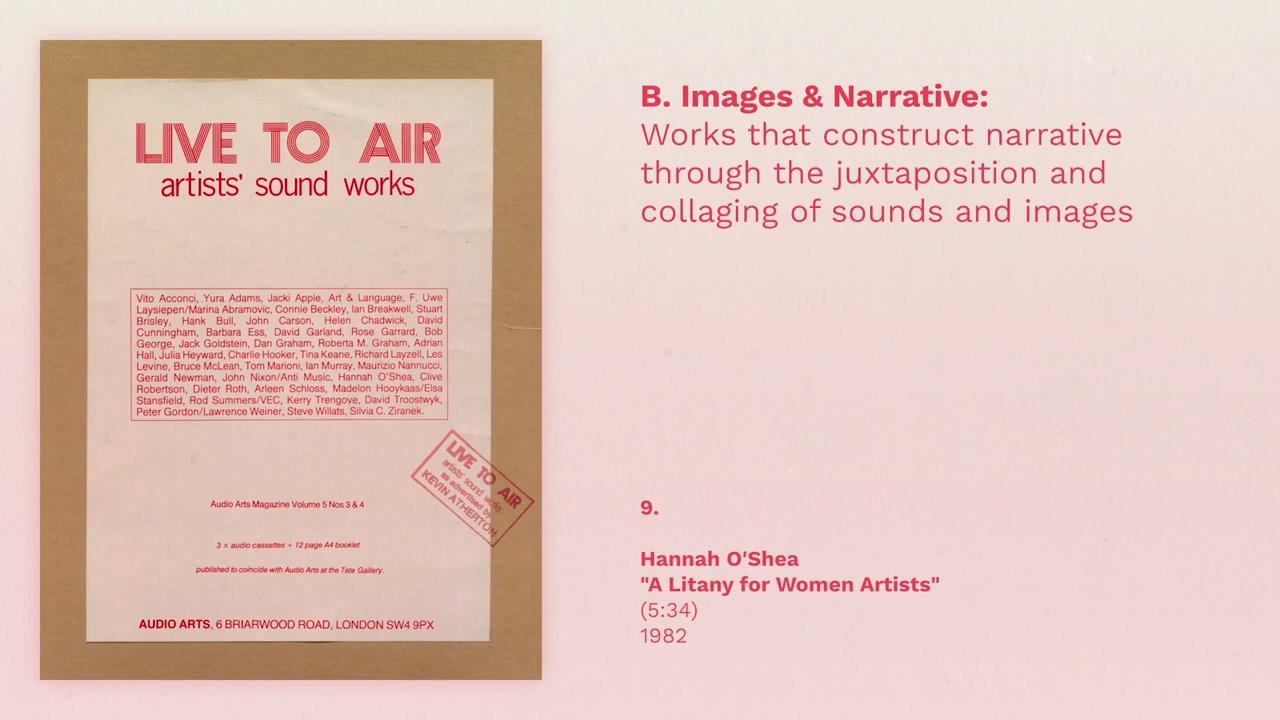 LIVE TO AIR
artists' sound works
Vito Acconci, Yura Adams, Jacki Apple, Art & Language, F. Uwe
Laysiepen/Marina Abramovic, Connie Beckley, Ian Breakwell, Stuart
Brisley, Hank Bull, John Carson, Helen Chadwick, David
Cunningham, Barbara Ess, David Garland, Rose Garrard, Bob
George, Jack Goldstein, Dan Graham, Roberta M. Graham, Adrian
Hall, Julia Heyward, Charlie Hooker, Tina Keane, Richard Layzell, Les
Levine, Bruce McLean, Tom Marioni, Ian Murray, Maurizio Nannucci,
Gerald Newman, John Nixon/Anti Music, Hannah O'Shea, Clive
Robertson, Dieter Roth, Arleen Schloss, Madelon Hooykaas/Elsa
Stansfield, Rod Summers/VEC, Kerry Trengove, David Troostwyk,
Peter Gordon/Lawrence Weiner, Steve Willats, Silvia C. Ziranek.
LIVE TO AIR
artists' sound works
as advertised by
KEVIN ATHERTON
Audio Arts Magazine Volume 5 Nos 3 & 4
3 × audio cassettes + 12 page A4 booklet
published to coincide with Audio Arts at the Tate Gallery.
AUDIO ARTS, 6 BRIARWOOD ROAD, LONDON SW4 9PX
B. Images & Narrative:
Works that construct narrative
through the juxtaposition and
collaging of sounds and images
9.
Hannah O'Shea
"A Litany for Women Artists"
(5:34)
1982